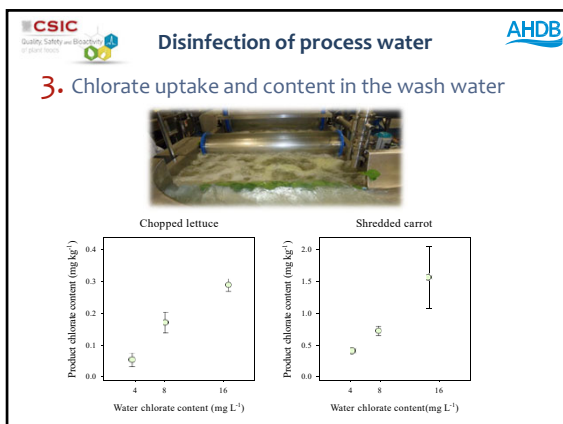 CSIC
Quality, Safety and Bioactivity
of plant foods
Disinfection of process water
AHDB
3. Chlorate uptake and content in the wash water
Chopped lettuce
Product chlorate content (mg kg-1)
0.4
0.3
0.2
0.1
0.0
4 8 16
Water chlorate content (mg L-1)
Shredded carrot
Product chlorate content (mg kg-1)
2.0
1.5
1.0
0.5
0.0
4 8 16
Water chlorate content(mg L-1)